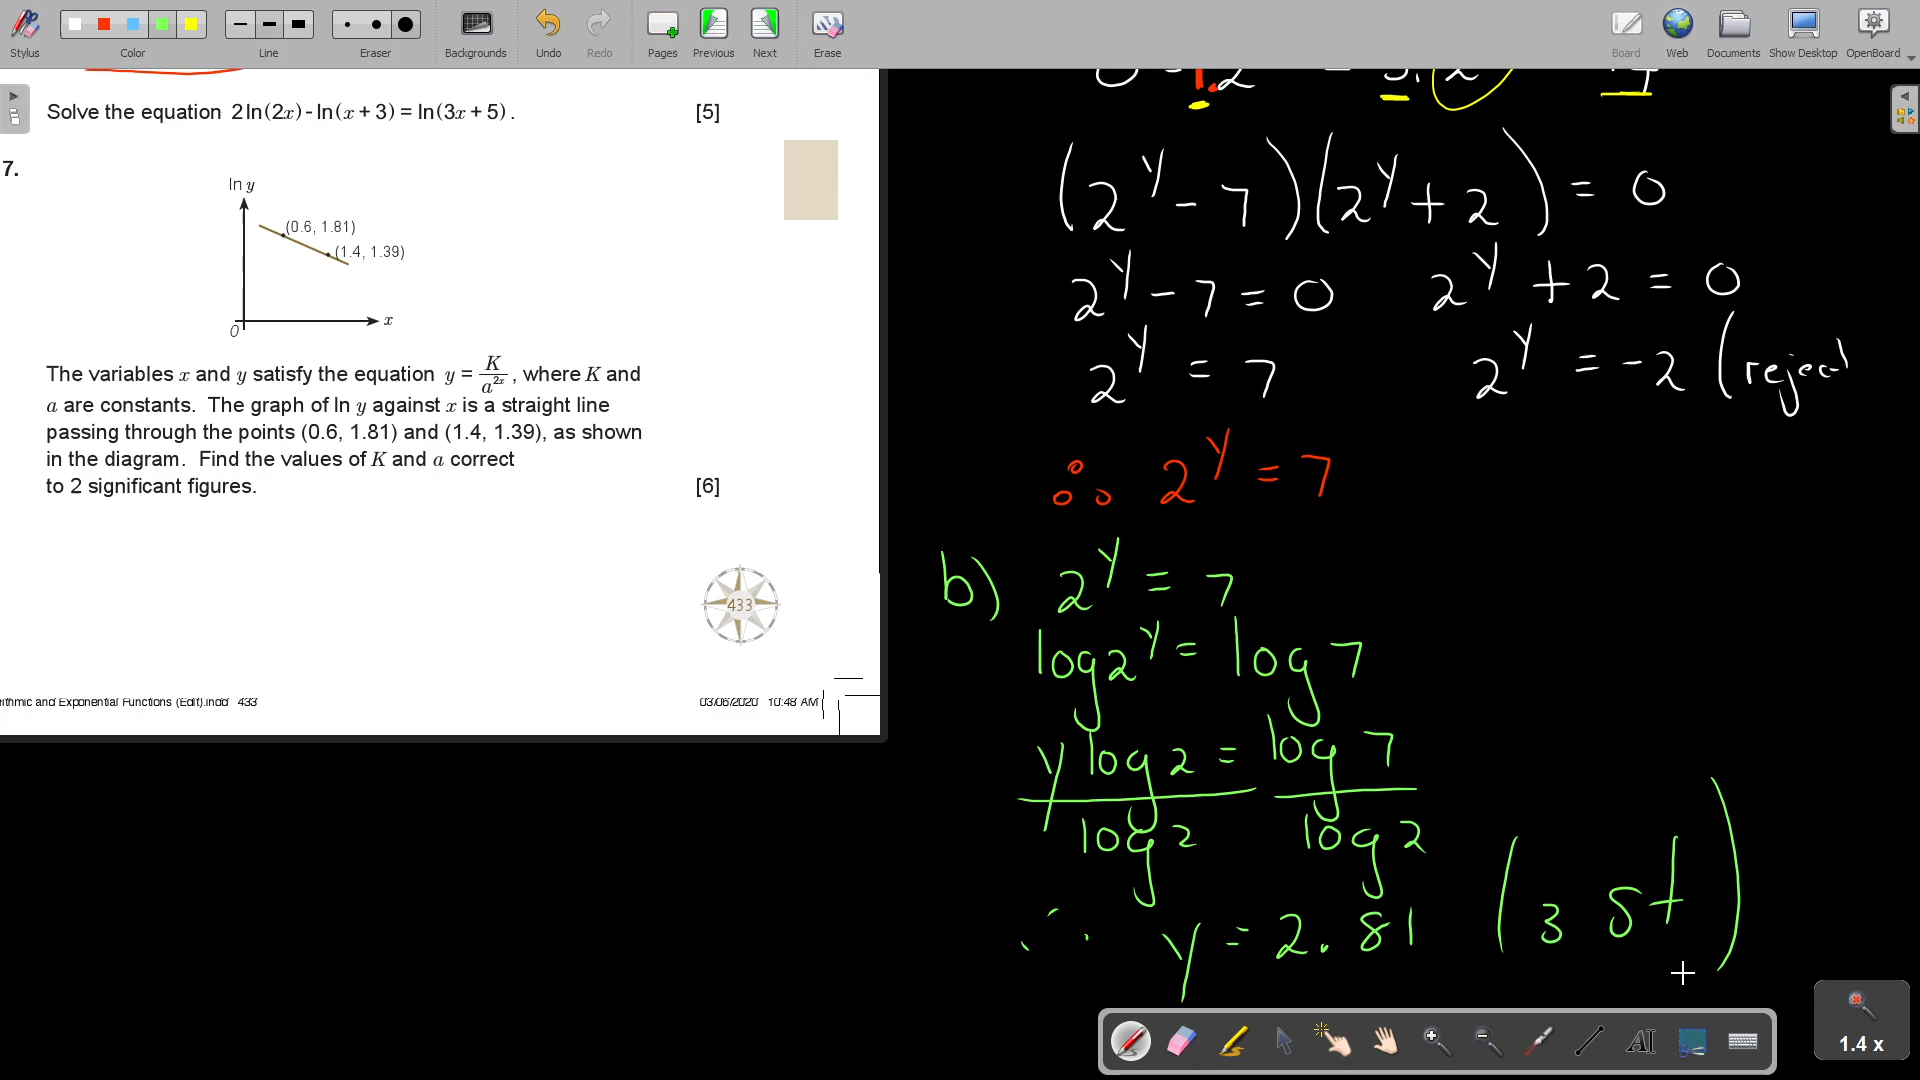 Stylus Color Line Eraser Backgrounds Undo Redo Pages Previous Next Erase Board Web Documents Show Desktop OpenBoard
Solve the equation 2 ln(2x) - ln(x + 3) = ln(3x + 5). [5]
7.
ln y
(0.6, 1.81)
(1.4, 1.39)
x
O
The variables x and y satisfy the equation y = K/a^{2x}, where K and
a are constants. The graph of ln y against x is a straight line
passing through the points (0.6, 1.81) and (1.4, 1.39), as shown
in the diagram. Find the values of K and a correct
to 2 significant figures. [6]
433
ithmic and Exponential Functions (Edit).indd 433
03/06/2020 10:48 AM
(2^y - 7)(2^y + 2) = 0
2^y - 7 = 0 2^y + 2 = 0
2^y = 7 2^y = -2 (reject
∴ 2^y = 7
b) 2^y = 7
log 2^y = log 7
y log 2 = log 7
log 2 log 2
∴ y = 2.81 (3 sf)
1.4 x